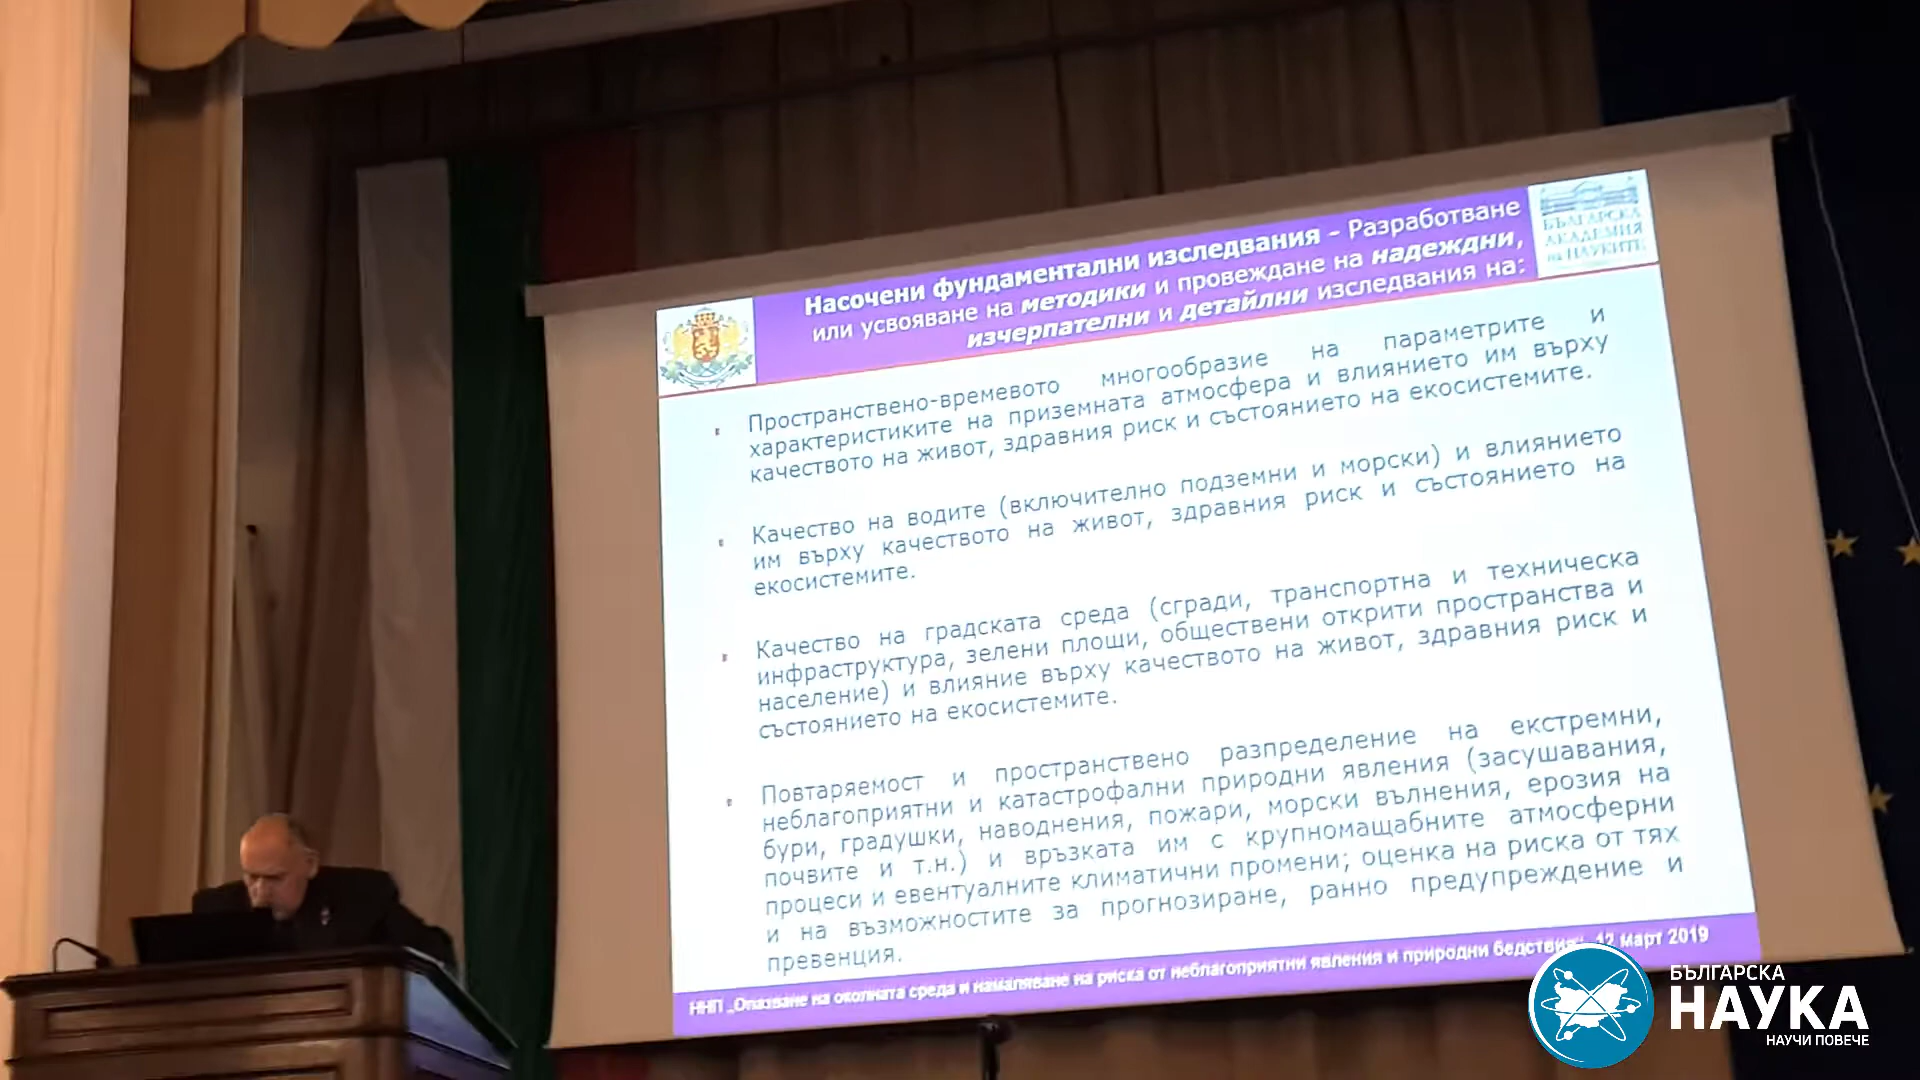 Насочени фундаментални изследвания – Разработване
или усвояване на методики и провеждане на надеждни,
изчерпателни и детайлни изследвания на:
БЪЛГАРСКА
АКАДЕМИЯ
на НАУКИТЕ
Пространствено-времевото многообразие на параметрите и
характеристиките на приземната атмосфера и влиянието им върху
качеството на живот, здравния риск и състоянието на екосистемите.
Качество на водите (включително подземни и морски) и влиянието
им върху качеството на живот, здравния риск и състоянието на
екосистемите.
Качество на градската среда (сгради, транспортна и техническа
инфраструктура, зелени площи, обществени открити пространства и
население) и влияние върху качеството на живот, здравния риск и
състоянието на екосистемите.
Повтаряемост и пространствено разпределение на екстремни,
неблагоприятни и катастрофални природни явления (засушавания,
бури, градушки, наводнения, пожари, морски вълнения, ерозия на
почвите и т.н.) и връзката им с крупномащабните атмосферни
процеси и евентуалните климатични промени; оценка на риска от тях
и на възможностите за прогнозиране, ранно предупреждение и
превенция.
ННП „Опазване на околната среда и намаляване на риска от неблагоприятни явления и природни бедствия“, 12 март 2019
БЪЛГАРСКА
НАУКА
НАУЧИ ПОВЕЧЕ